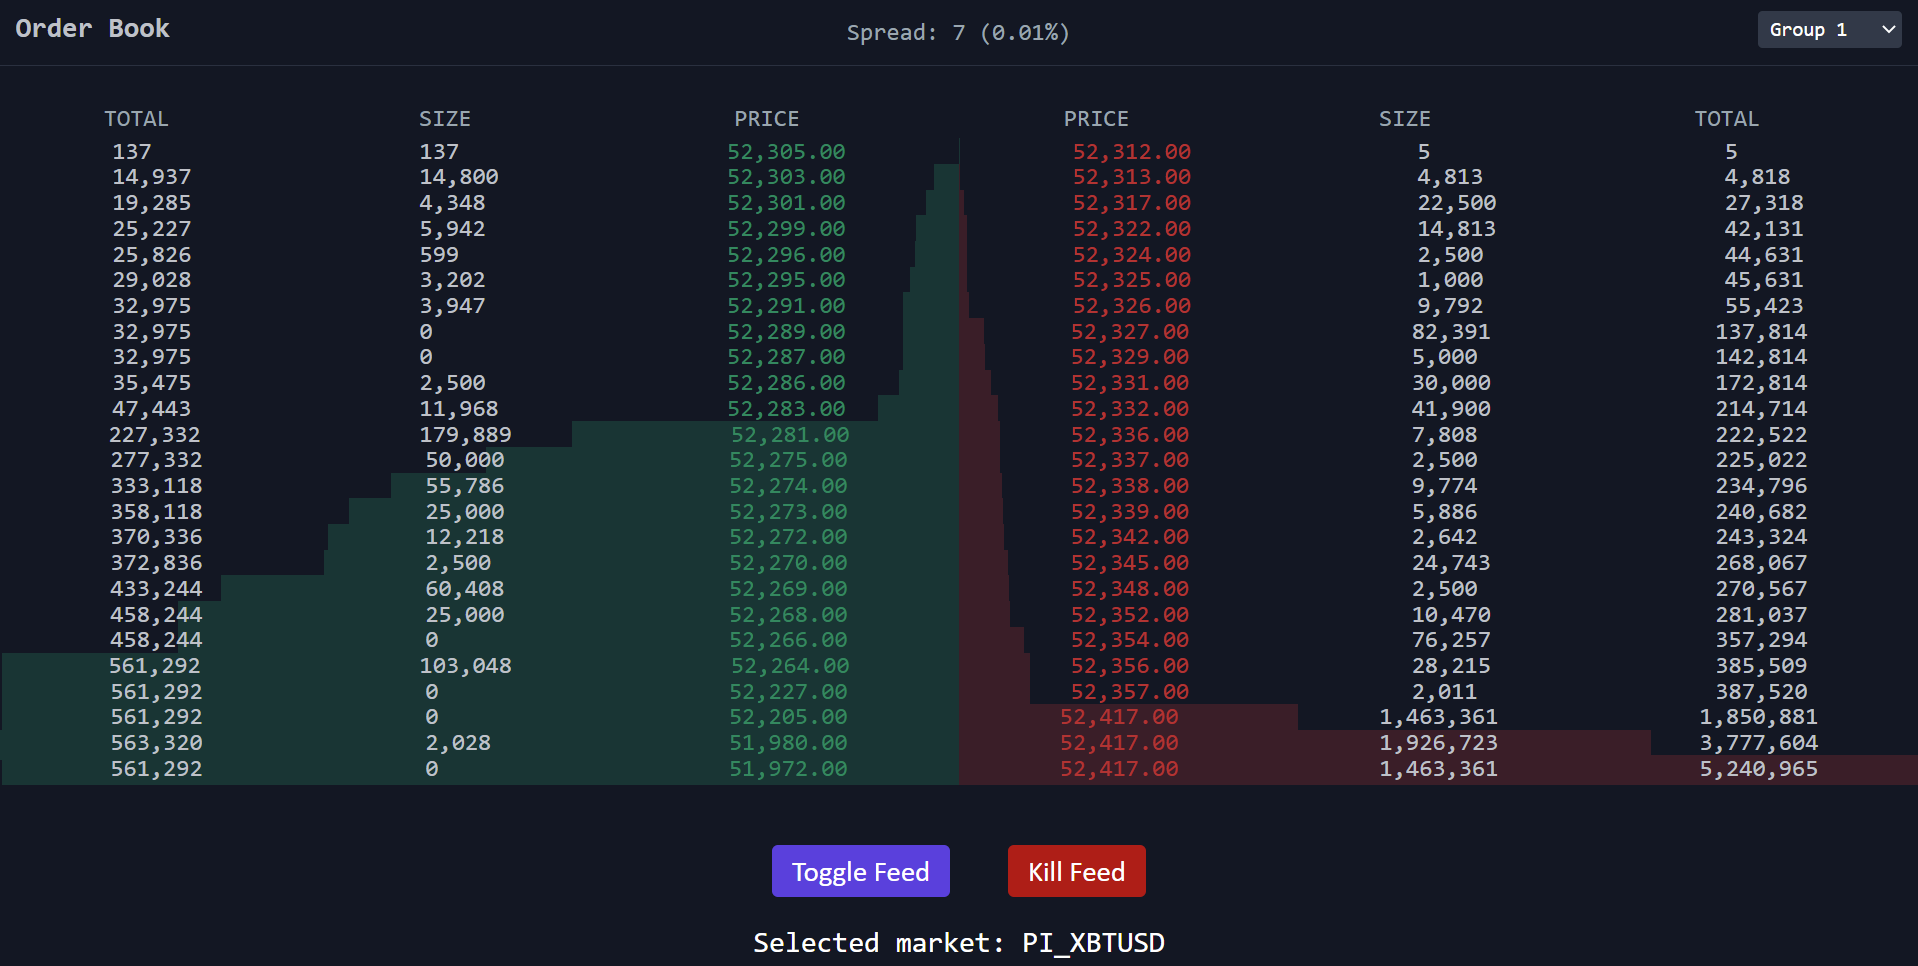 Order Book Spread: 7 (0.01%) Group 1
TOTAL SIZE PRICE PRICE SIZE TOTAL
137 137 52,305.00 52,312.00 5 5
14,937 14,800 52,303.00 52,313.00 4,813 4,818
19,285 4,348 52,301.00 52,317.00 22,500 27,318
25,227 5,942 52,299.00 52,322.00 14,813 42,131
25,826 599 52,296.00 52,324.00 2,500 44,631
29,028 3,202 52,295.00 52,325.00 1,000 45,631
32,975 3,947 52,291.00 52,326.00 9,792 55,423
32,975 0 52,289.00 52,327.00 82,391 137,814
32,975 0 52,287.00 52,329.00 5,000 142,814
35,475 2,500 52,286.00 52,331.00 30,000 172,814
47,443 11,968 52,283.00 52,332.00 41,900 214,714
227,332 179,889 52,281.00 52,336.00 7,808 222,522
277,332 50,000 52,275.00 52,337.00 2,500 225,022
333,118 55,786 52,274.00 52,338.00 9,774 234,796
358,118 25,000 52,273.00 52,339.00 5,886 240,682
370,336 12,218 52,272.00 52,342.00 2,642 243,324
372,836 2,500 52,270.00 52,345.00 24,743 268,067
433,244 60,408 52,269.00 52,348.00 2,500 270,567
458,244 25,000 52,268.00 52,352.00 10,470 281,037
458,244 0 52,266.00 52,354.00 76,257 357,294
561,292 103,048 52,264.00 52,356.00 28,215 385,509
561,292 0 52,227.00 52,357.00 2,011 387,520
561,292 0 52,205.00 52,417.00 1,463,361 1,850,881
563,320 2,028 51,980.00 52,417.00 1,926,723 3,777,604
561,292 0 51,972.00 52,417.00 1,463,361 5,240,965
Toggle Feed Kill Feed
Selected market: PI_XBTUSD